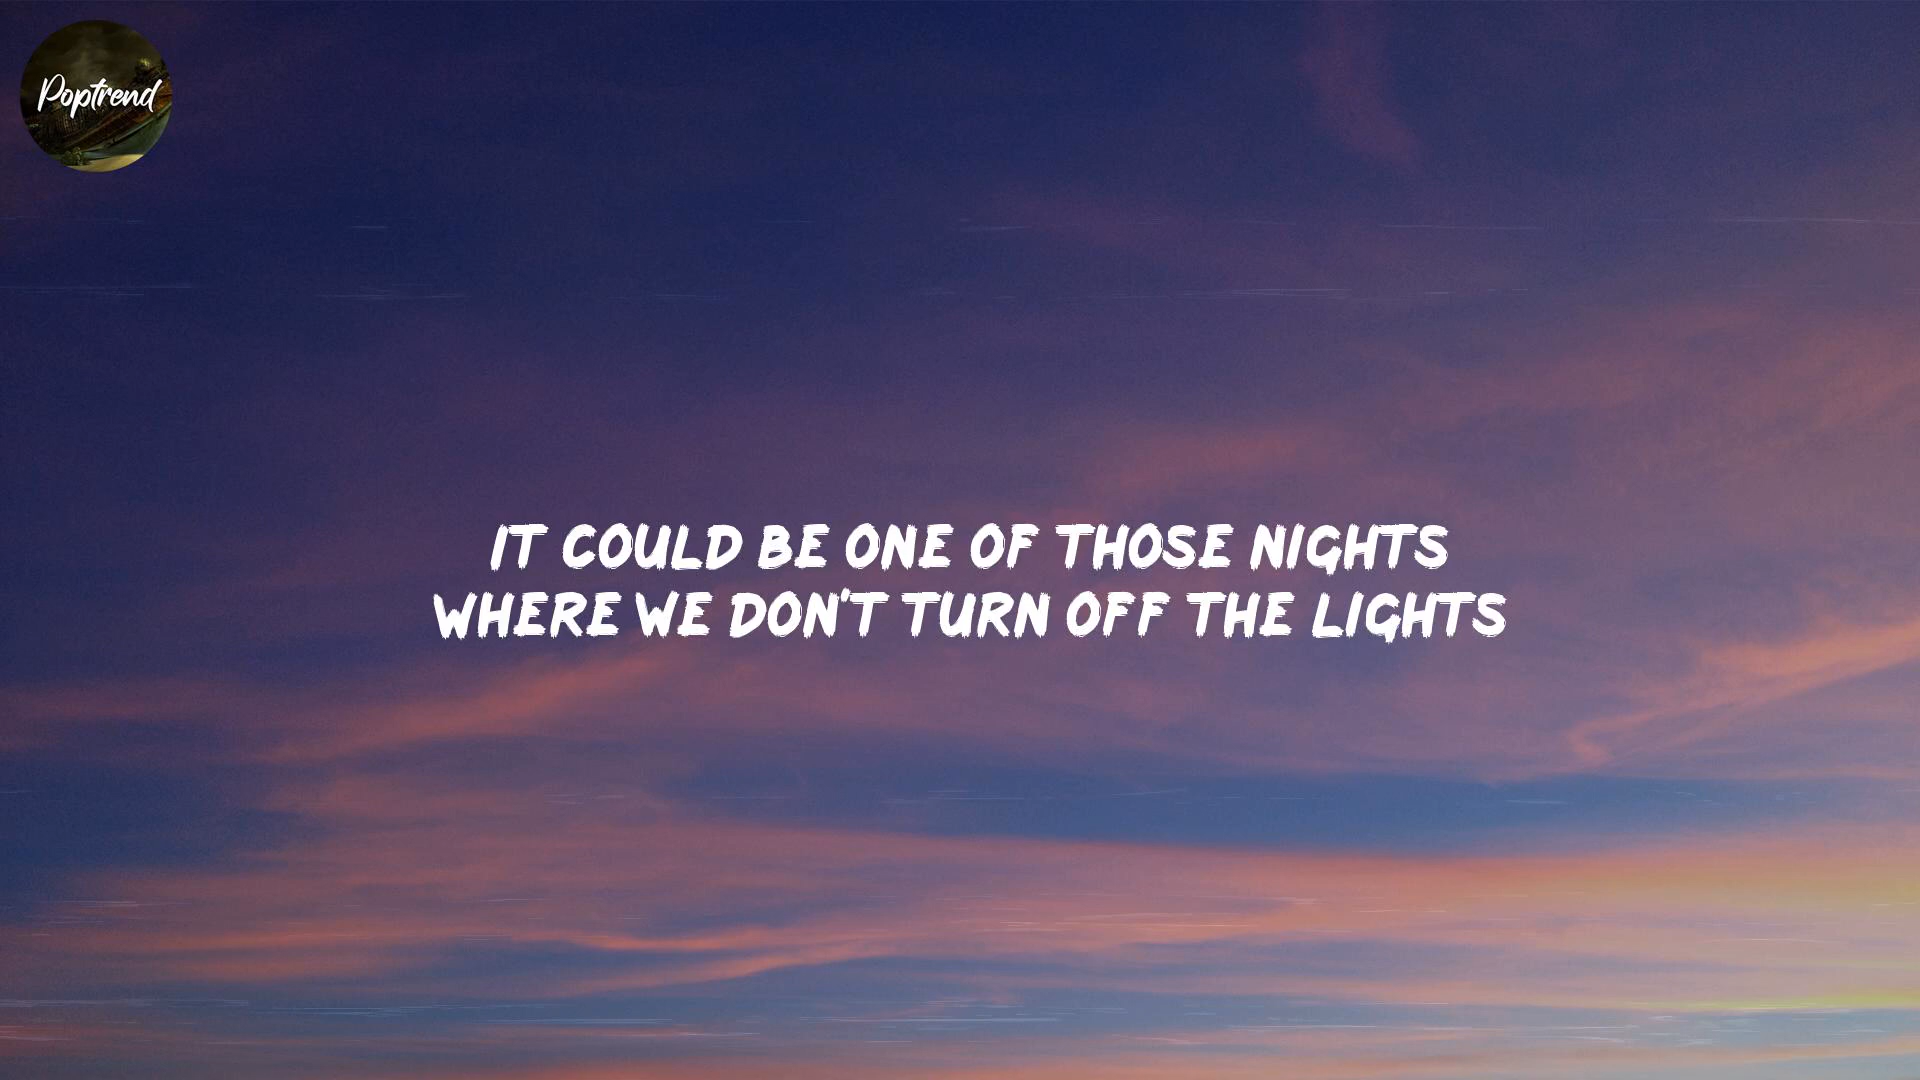 Poptrend
IT COULD BE ONE OF THOSE NIGHTS
WHERE WE DON'T TURN OFF THE LIGHTS